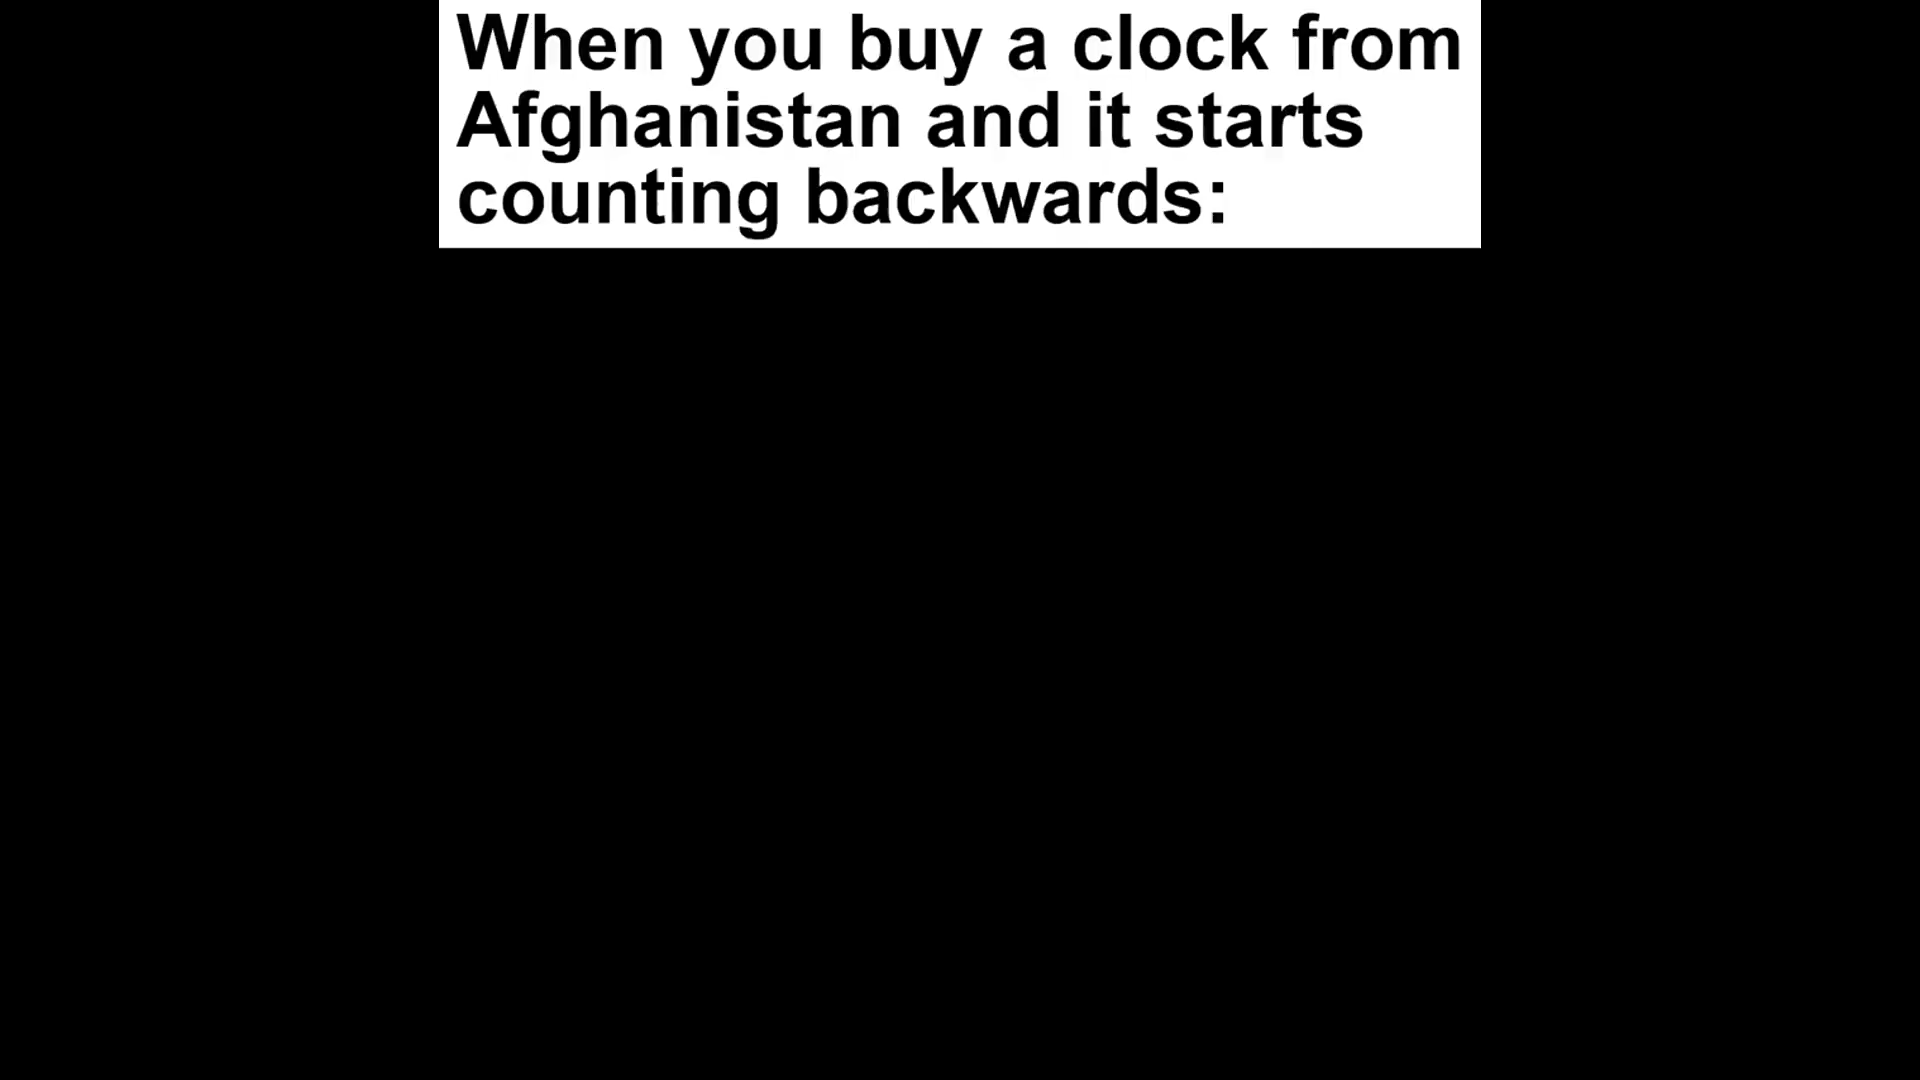 When you buy a clock from
Afghanistan and it starts
counting backwards: